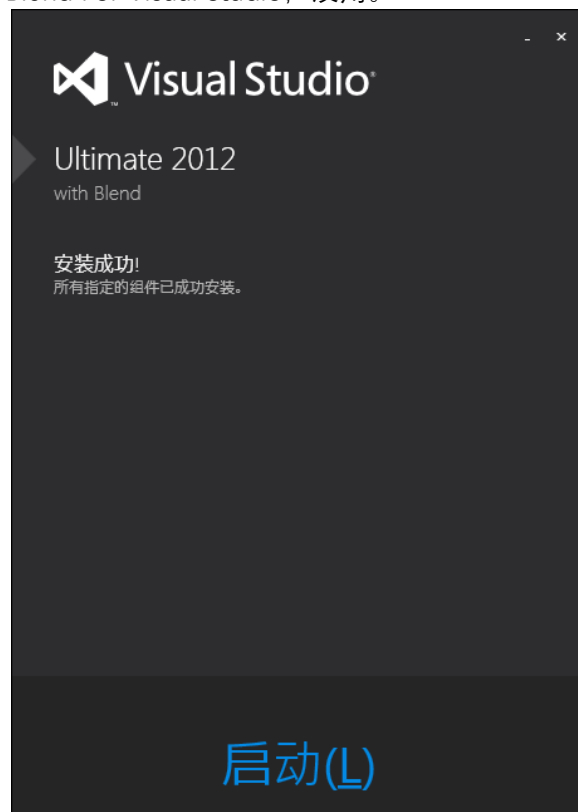 Visual Studio
Ultimate 2012
with Blend
安装成功!
所有指定的组件已成功安装。
启动(L)